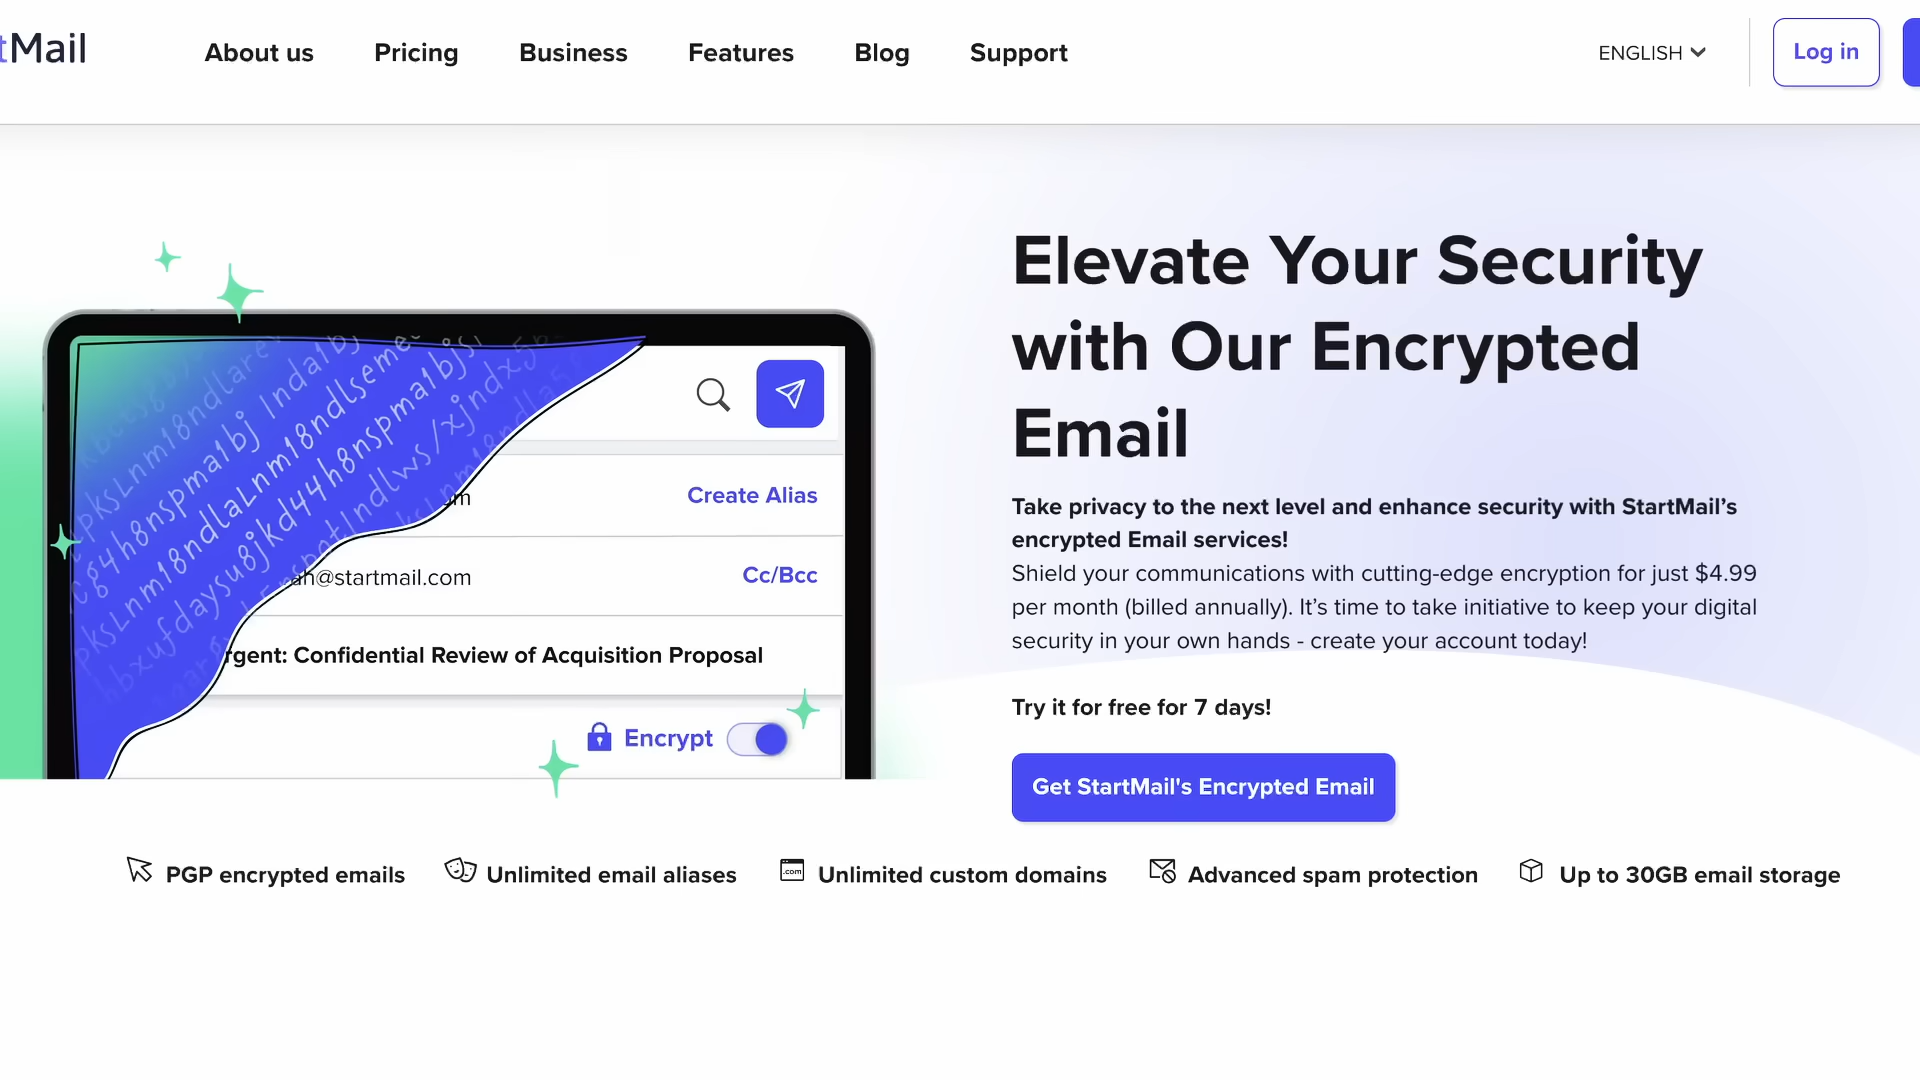 tMail
About us
Pricing
Business
Features
Blog
Support
ENGLISH
Log in
Elevate Your Security
with Our Encrypted
Email
Take privacy to the next level and enhance security with StartMail’s
encrypted Email services!
Shield your communications with cutting-edge encryption for just $4.99
per month (billed annually). It’s time to take initiative to keep your digital
security in your own hands - create your account today!
Try it for free for 7 days!
Get StartMail's Encrypted Email
Create Alias
ah@startmail.com
Cc/Bcc
rgent: Confidential Review of Acquisition Proposal
Encrypt
PGP encrypted emails
Unlimited email aliases
.com
Unlimited custom domains
Advanced spam protection
Up to 30GB email storage